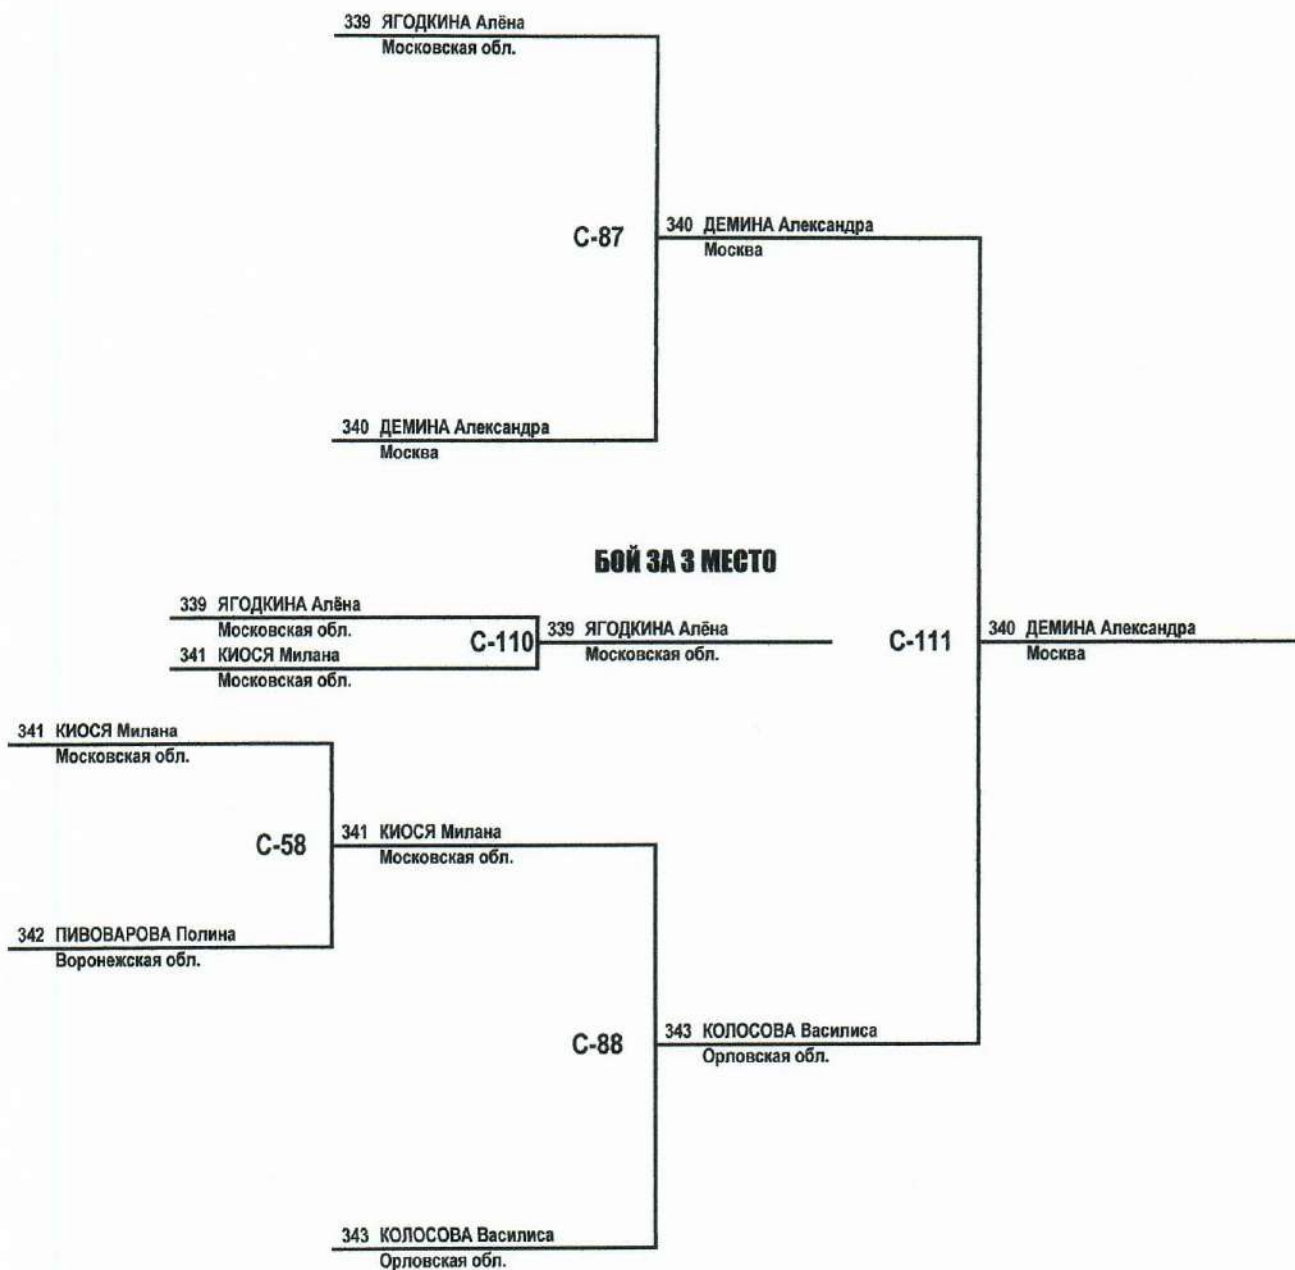 339 ЯГОДКИНА Алёна
Московская обл.
С-87
340 ДЕМИНА Александра
Москва
340 ДЕМИНА Александра
Москва
БОЙ ЗА 3 МЕСТО
339 ЯГОДКИНА Алёна
Московская обл.
341 КИОСЯ Милана
Московская обл.
С-110
339 ЯГОДКИНА Алёна
Московская обл.
С-111
340 ДЕМИНА Александра
Москва
341 КИОСЯ Милана
Московская обл.
С-58
341 КИОСЯ Милана
Московская обл.
342 ПИВОВАРОВА Полина
Воронежская обл.
С-88
343 КОЛОСОВА Василиса
Орловская обл.
343 КОЛОСОВА Василиса
Орловская обл.